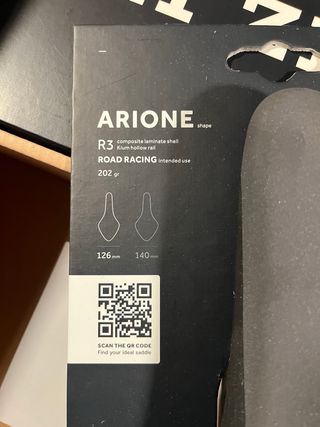 ARIONE shape
R3 composite laminate shell
Kium hollow rail
ROAD RACING intended use
202 gr
126 mm 140 mm
SCAN THE QR CODE
Find your ideal saddle